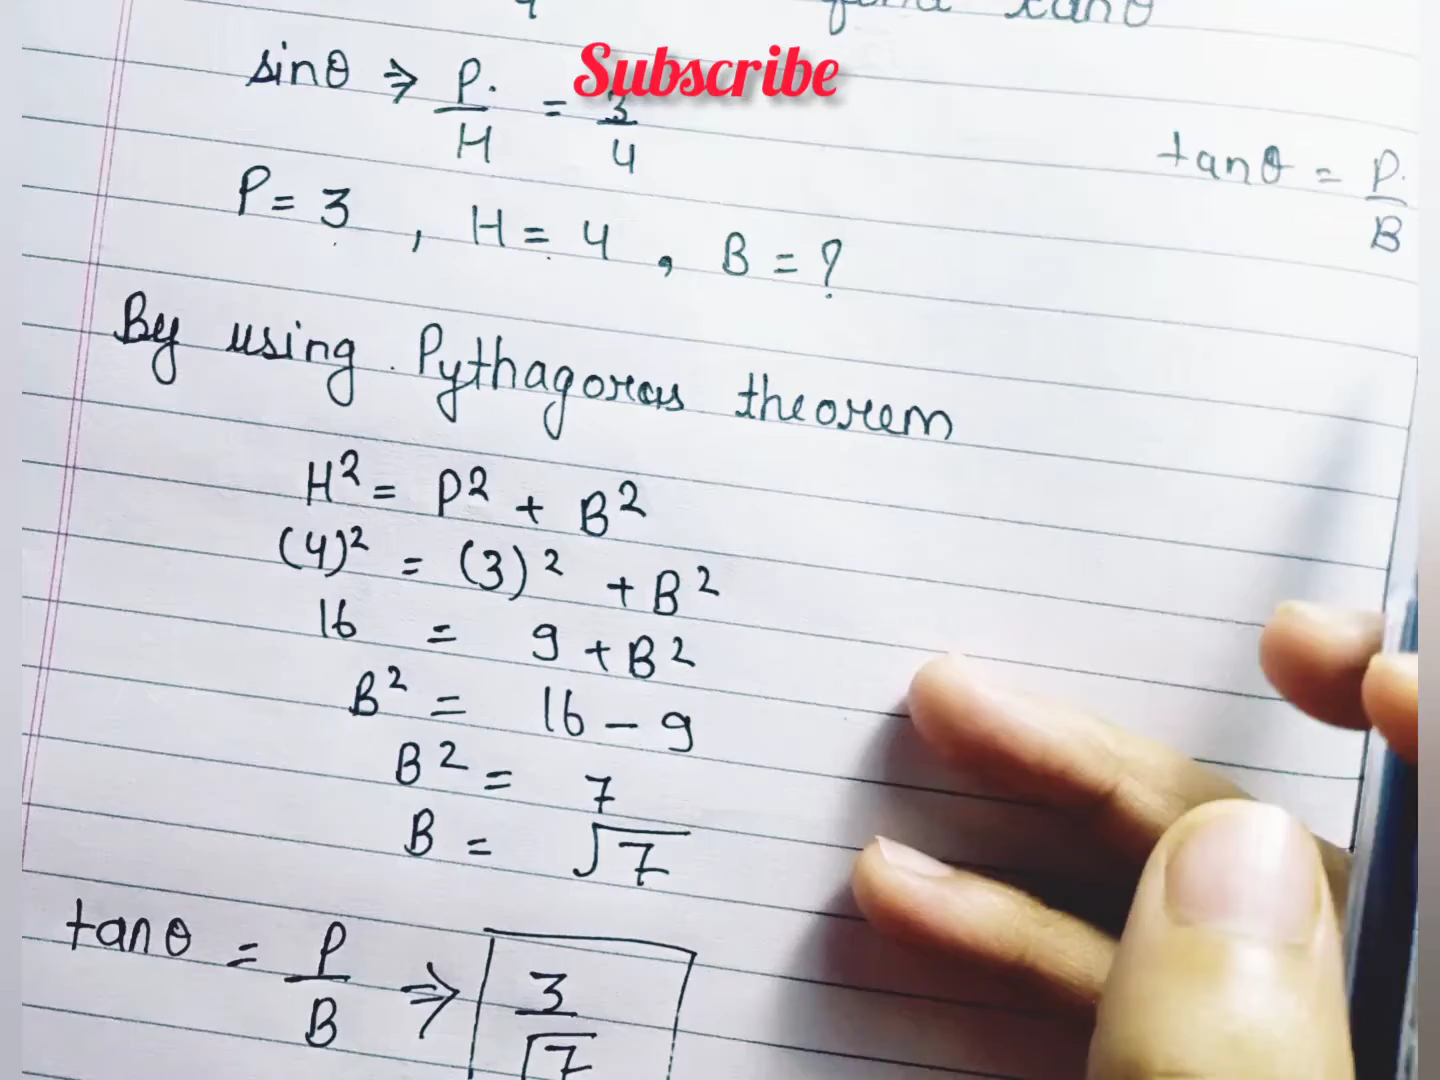 tanθ
Subscribe
sinθ ⇒ P/H = 3/4
tanθ = P/B
P = 3 , H = 4 , B = ?
By using Pythagoras theorem
H² = P² + B²
(4)² = (3)² + B²
16 = 9 + B²
B² = 16 - 9
B² = 7
B = √7
tanθ = P/B ⇒ 3/√7